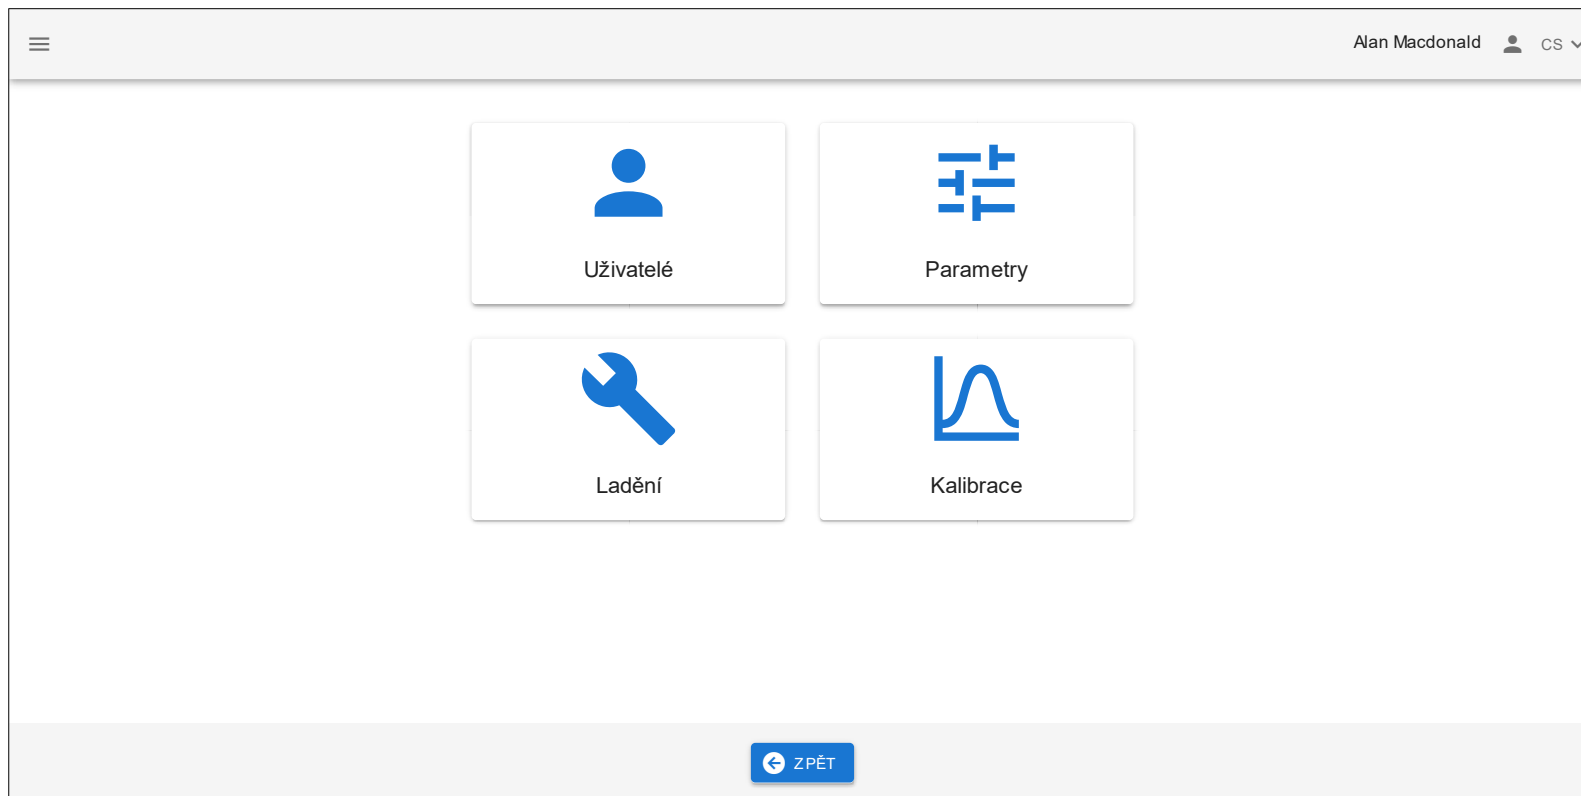 Alan Macdonald CS
Uživatelé
Parametry
Ladění
Kalibrace
ZPĚT